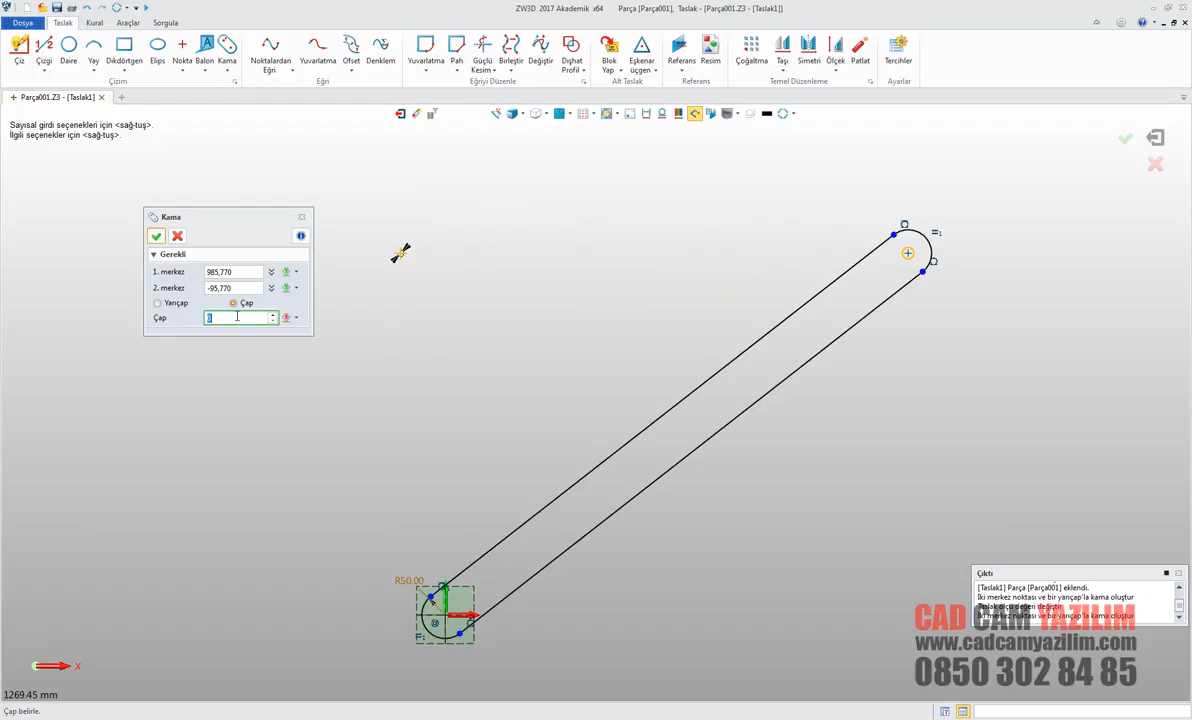 ZW3D 2017 Akademik x64 Parça [Parça001], Taslak - [Parça001.Z3 - [Taslak1]]
Dosya Taslak Kural Araçlar Sorgula
Çiz Çizgi Daire Yay Dikdörtgen Elips Nokta Balon Kama Noktalardan Eğri Yuvarlatma Ofset Denklem Yuvarlatma Pah Güçlü Kesim Birleştir Değiştir Dışhat Profil Blok Yap Eşkenar üçgen Referans Resim Çoğaltma Taşı Simetri Ölçek Patlat Tercihler
Çizim Eğri Eğriyi Düzenle Alt Taslak Referans Temel Düzenleme Ayarlar
Parça001.Z3 - [Taslak1]
Sayısal girdi seçenekleri için <sağ-tuş>.
İlgili seçenekler için <sağ-tuş>.
Kama
Gerekli
1. merkez 985,770
2. merkez -95,770
Yarıçap Çap
Çap
R50.00
Çıktı
[Taslak1] Parça [Parça001] eklendi.
İki merkez noktası ve bir yarıçap'la kama oluştur
Taslak ölçü değeri değiştir
İki merkez noktası ve bir yarıçap'la kama oluştur
CAD CAM YAZILIM
www.cadcamyazilim.com
0850 302 84 85
X
1269.45 mm
Çap belirle.